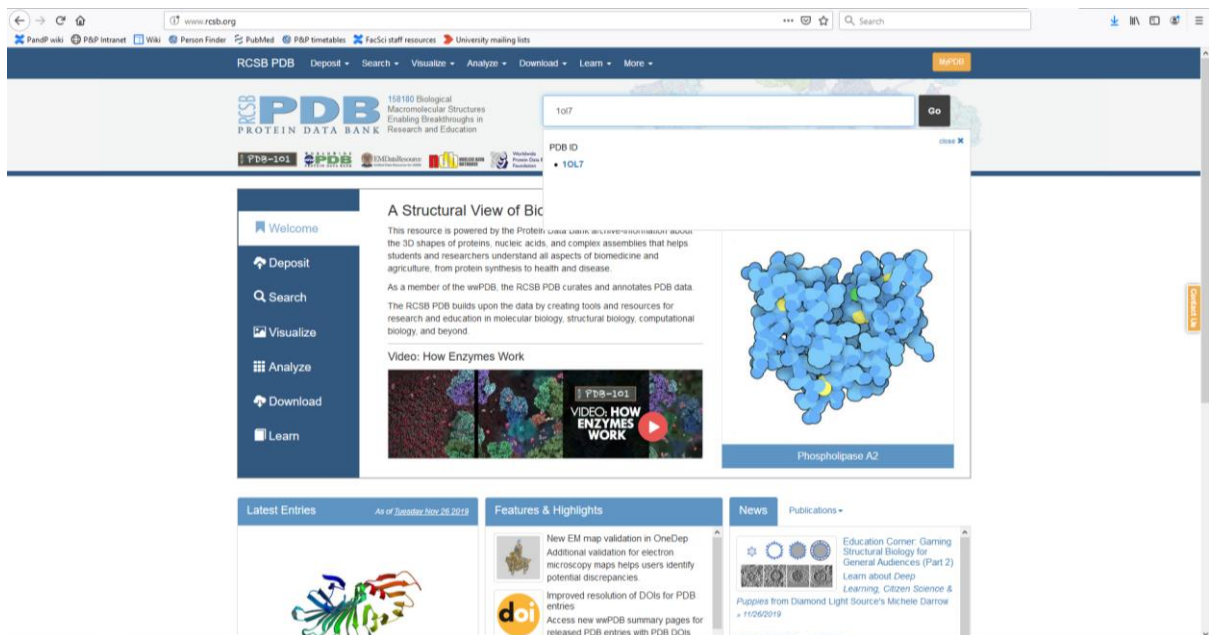 www.rcsb.org
Search
PandP wiki P&P Intranet Wiki Person Finder PubMed P&P timetables FacSci staff resources University mailing lists
RCSB PDB Deposit Search Visualize Analyze Download Learn More MyPDB
RCSB PDB
PROTEIN DATA BANK
158180 Biological
Macromolecular Structures
Enabling Breakthroughs in
Research and Education
1ol7
Go
PDB-101 PDB EMDataResource
Worldwide
Protein Data
Foundation
PDB ID
close
1OL7
Welcome
Deposit
Search
Visualize
Analyze
Download
Learn
A Structural View of Bio
This resource is powered by the Protein Data Bank archive-information about
the 3D shapes of proteins, nucleic acids, and complex assemblies that helps
students and researchers understand all aspects of biomedicine and
agriculture, from protein synthesis to health and disease.
As a member of the wwPDB, the RCSB PDB curates and annotates PDB data.
The RCSB PDB builds upon the data by creating tools and resources for
research and education in molecular biology, structural biology, computational
biology, and beyond.
Video: How Enzymes Work
PDB-101
VIDEO: HOW
ENZYMES
WORK
Phospholipase A2
Contact Us
Latest Entries As of Tuesday Nov 26 2019
Features & Highlights
New EM map validation in OneDep
Additional validation for electron
microscopy maps helps users identify
potential discrepancies.
doi
Improved resolution of DOIs for PDB
entries
Access new wwPDB summary pages for
released PDB entries with PDB DOIs
News Publications
Education Corner: Gaming
Structural Biology for
General Audiences (Part 2)
Learn about Deep
Learning, Citizen Science &
Puppies from Diamond Light Source's Michele Darrow
» 11/26/2019